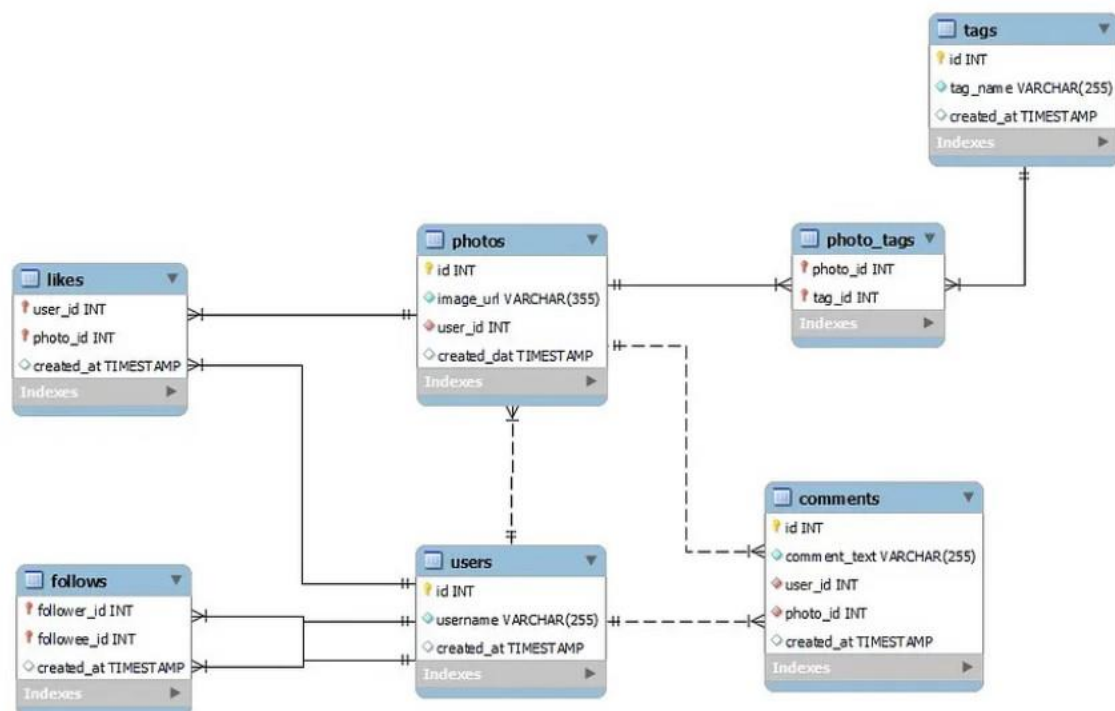 tags
id INT
tag_name VARCHAR(255)
created_at TIMESTAMP
Indexes
photos
id INT
image_url VARCHAR(355)
user_id INT
created_dat TIMESTAMP
Indexes
photo_tags
photo_id INT
tag_id INT
Indexes
likes
user_id INT
photo_id INT
created_at TIMESTAMP
Indexes
comments
id INT
comment_text VARCHAR(255)
user_id INT
photo_id INT
created_at TIMESTAMP
Indexes
users
id INT
username VARCHAR(255)
created_at TIMESTAMP
Indexes
follows
follower_id INT
followee_id INT
created_at TIMESTAMP
Indexes